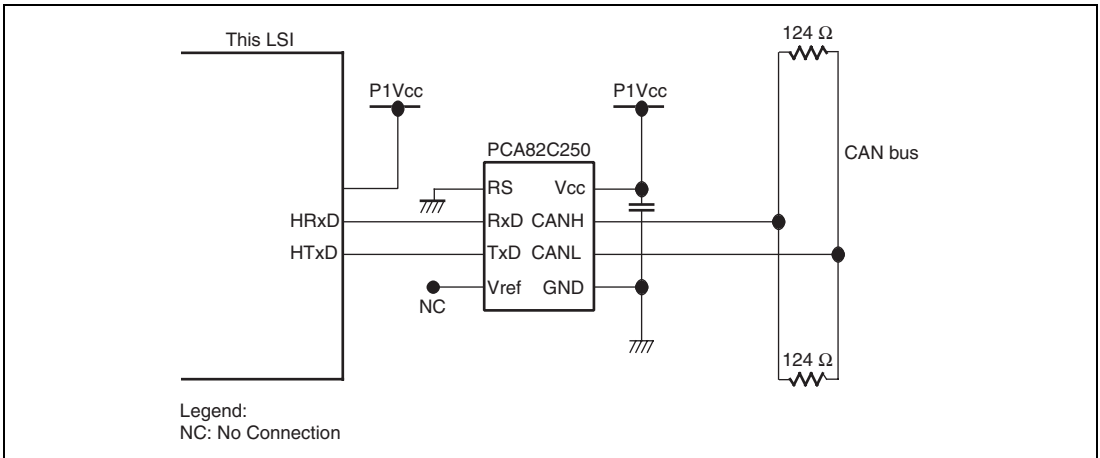 124 Ω
This LSI
P1Vcc
P1Vcc
PCA82C250
CAN bus
RS Vcc
HRxD RxD CANH
HTxD TxD CANL
Vref GND
NC
124 Ω
Legend:
NC: No Connection